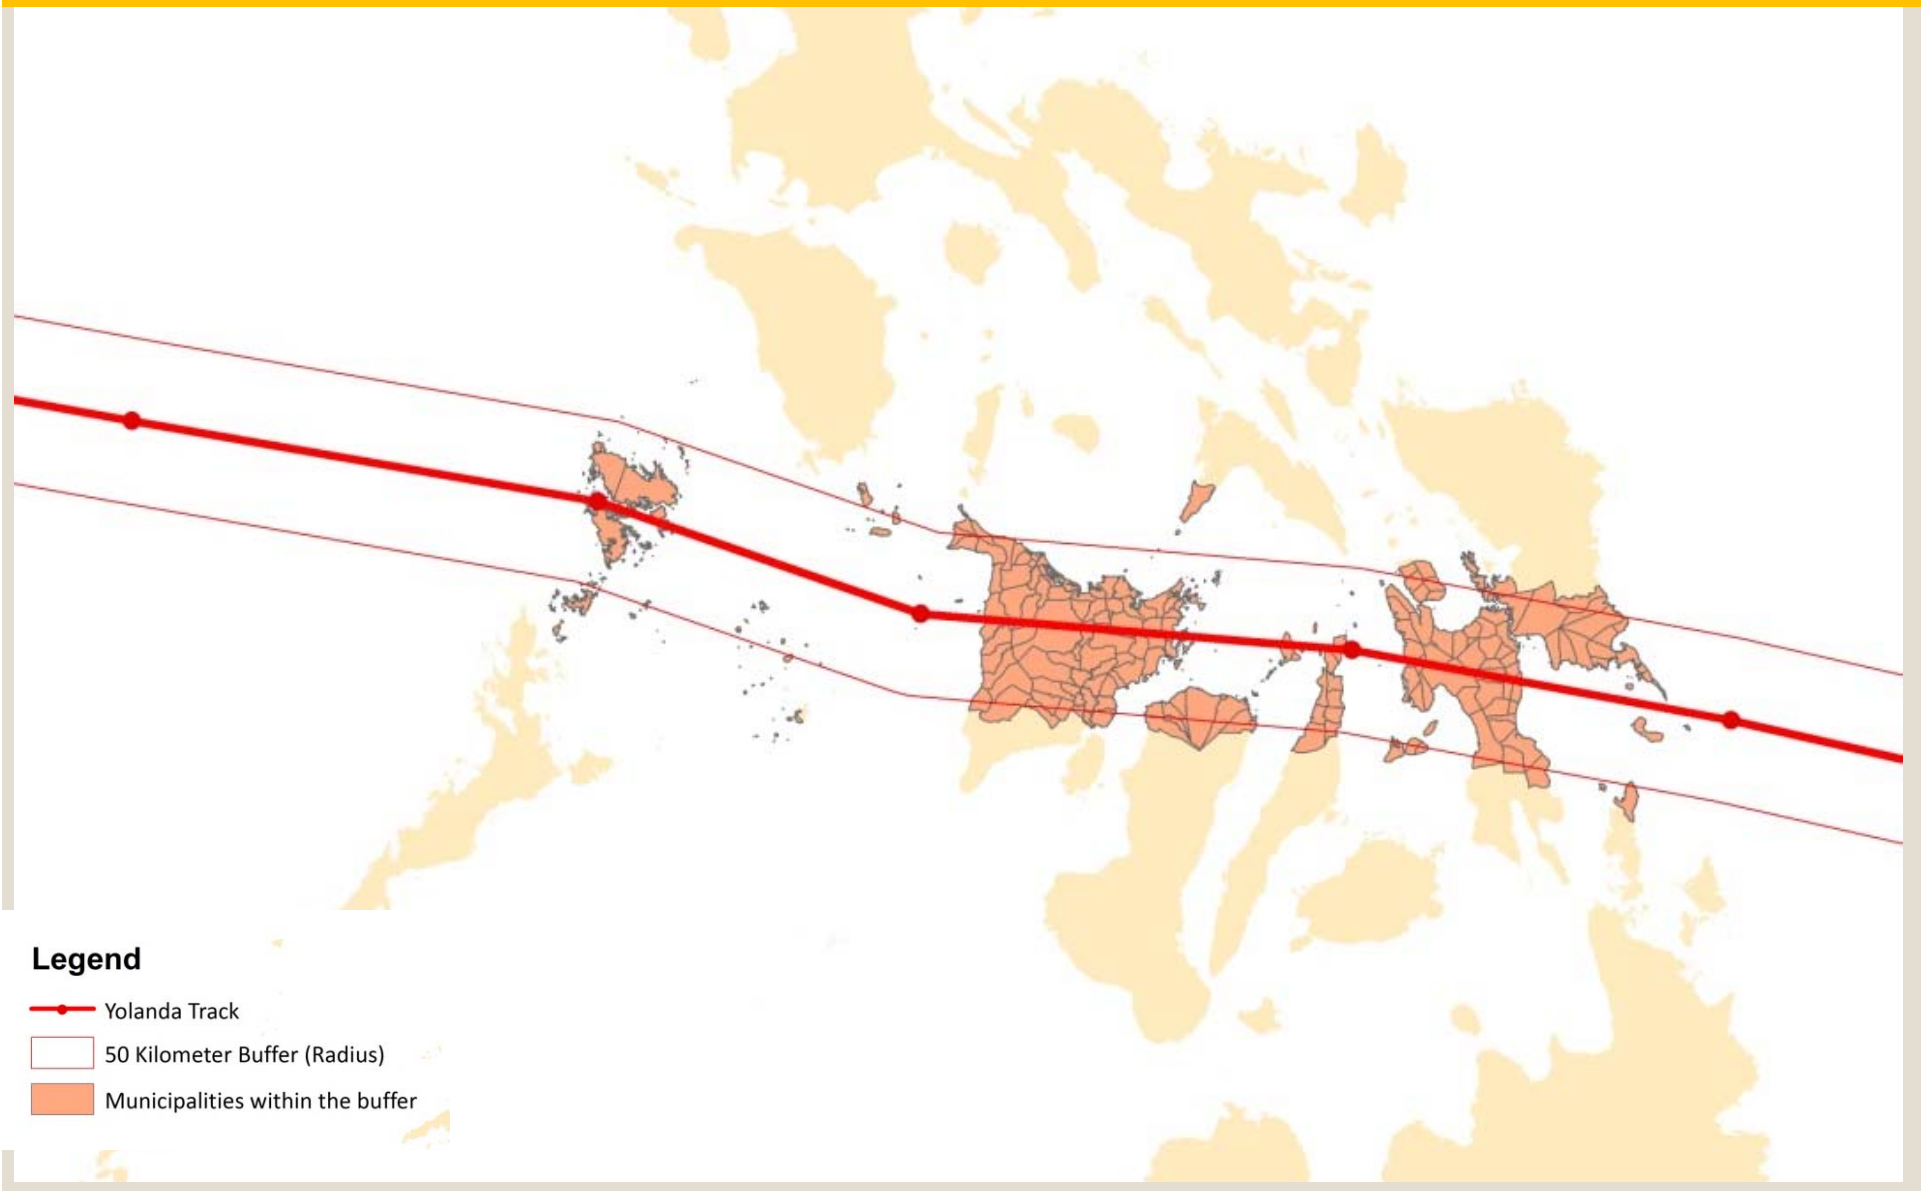 Legend
Yolanda Track
50 Kilometer Buffer (Radius)
Municipalities within the buffer